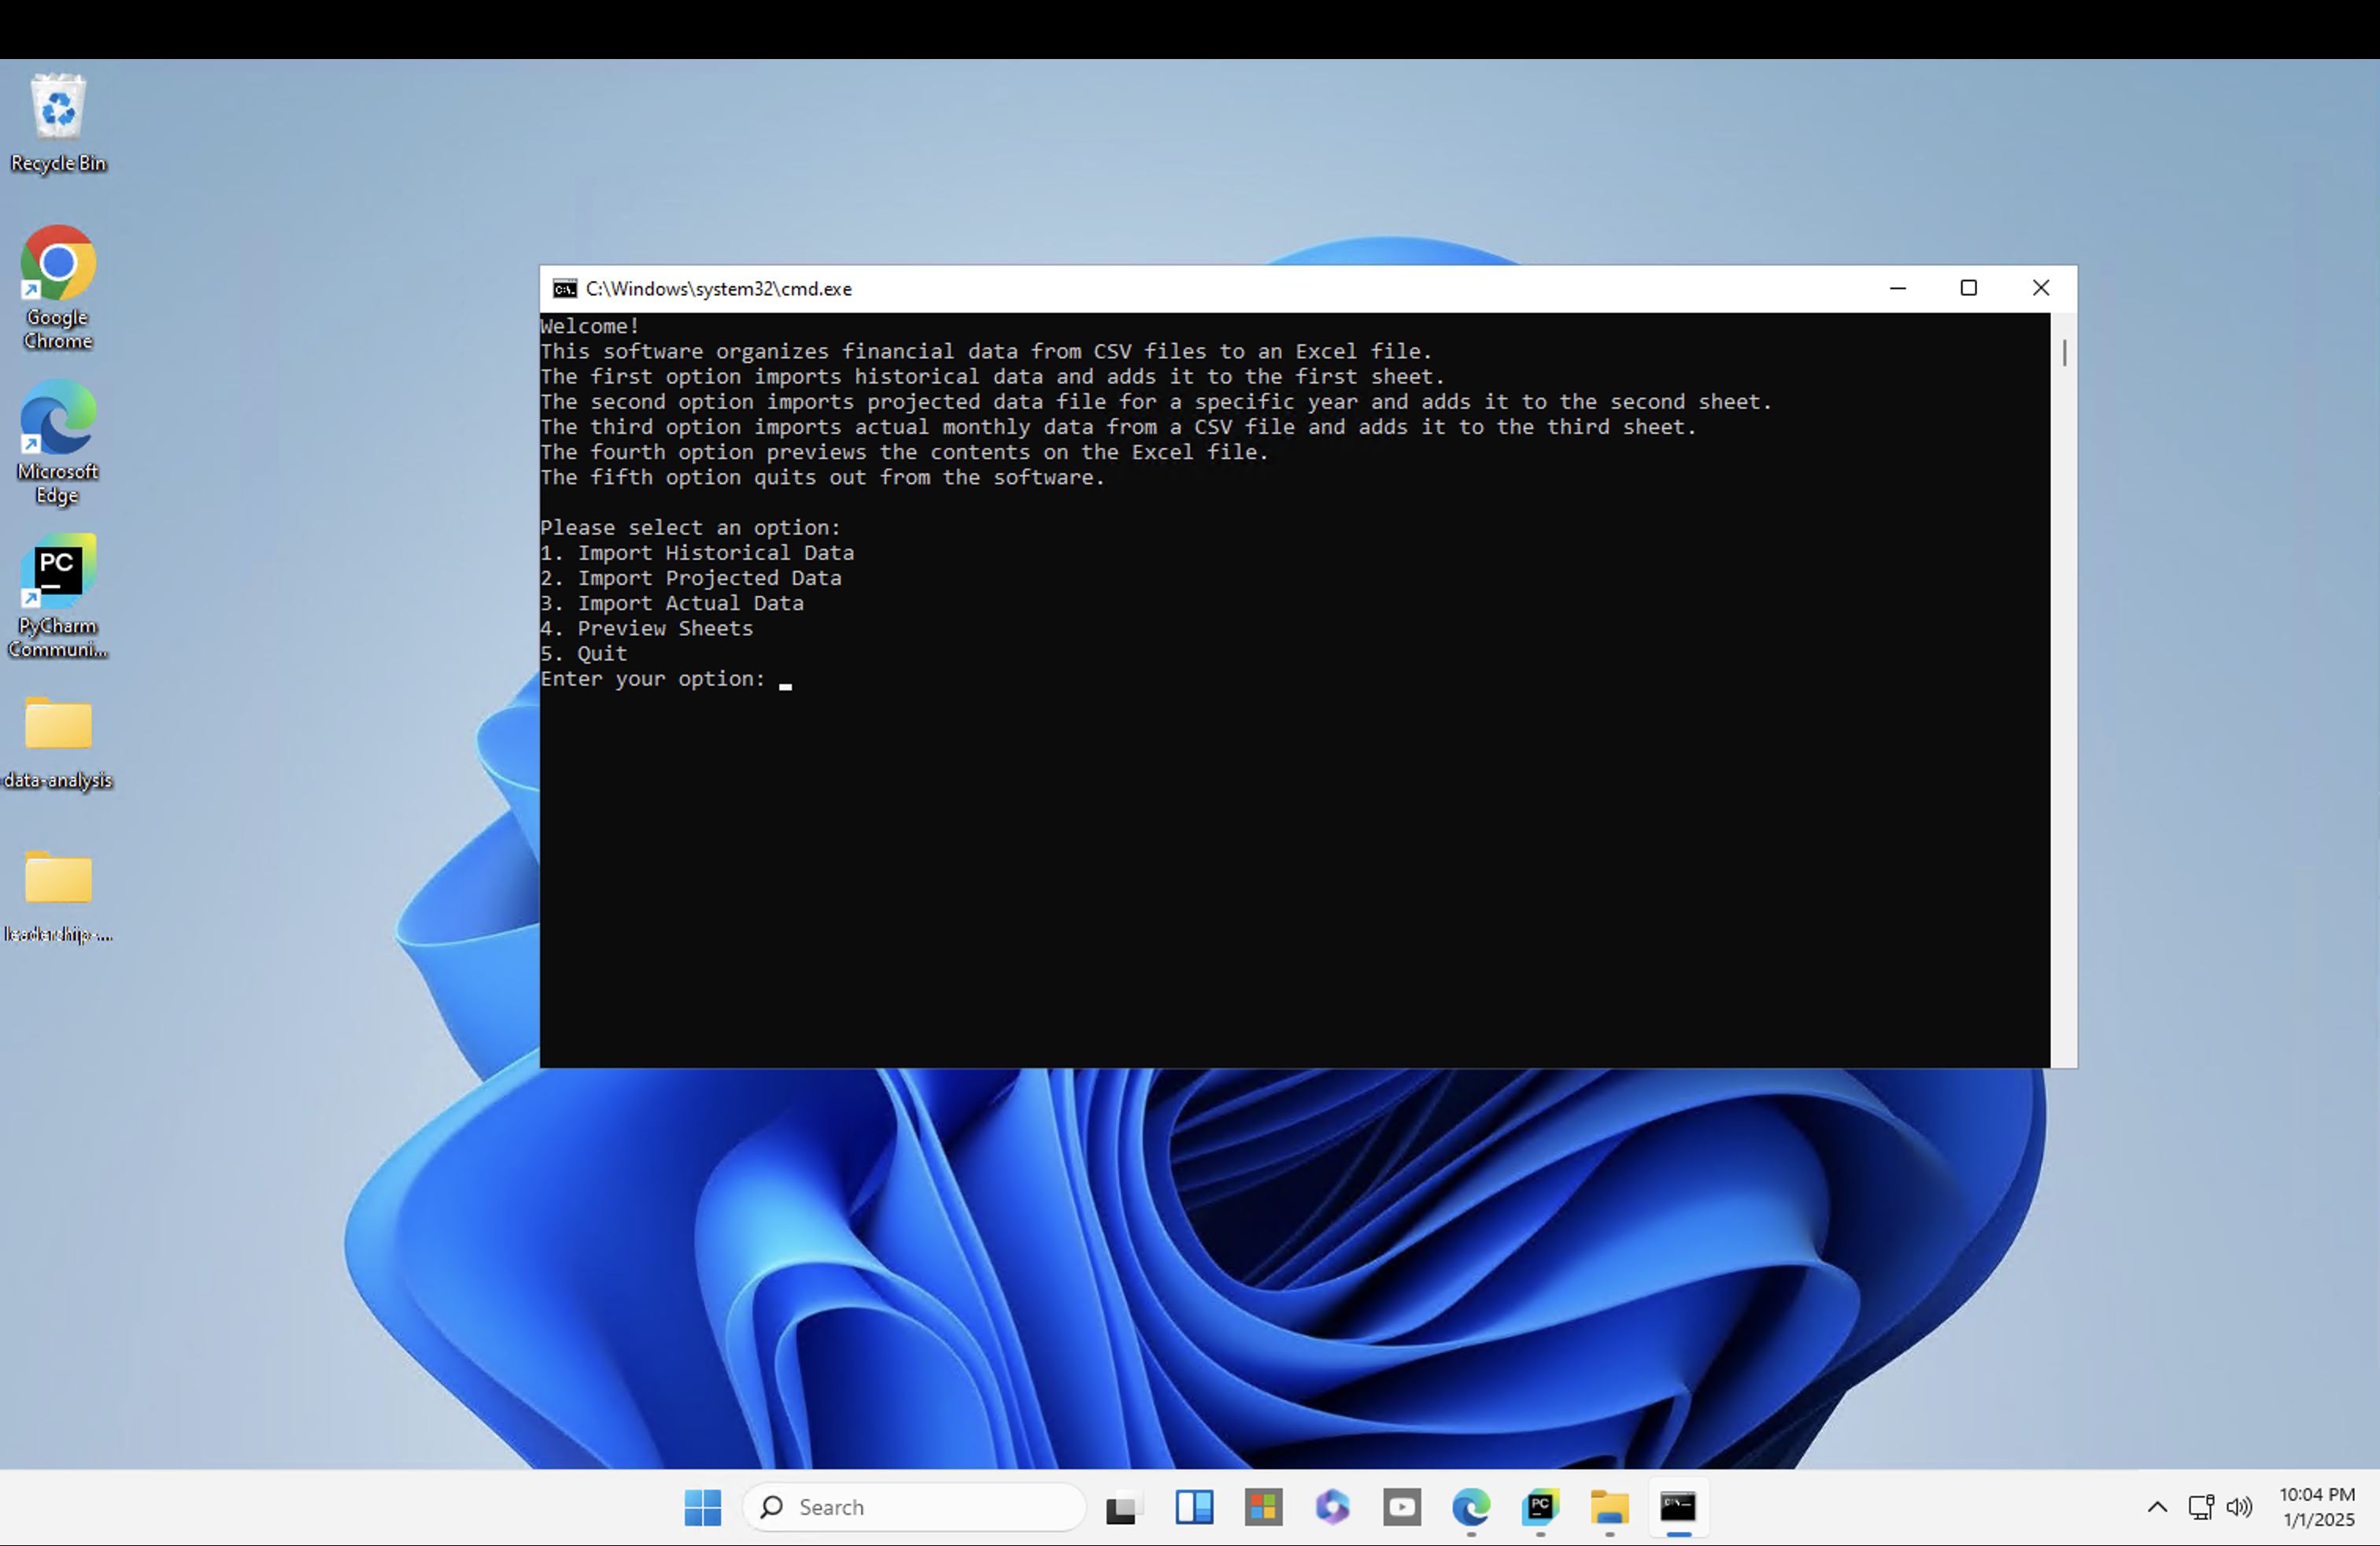 Recycle Bin
Google
Chrome
Microsoft
Edge
PC
PyCharm
Communi...
data-analysis
leadership-...
C:\Windows\system32\cmd.exe
Welcome!
This software organizes financial data from CSV files to an Excel file.
The first option imports historical data and adds it to the first sheet.
The second option imports projected data file for a specific year and adds it to the second sheet.
The third option imports actual monthly data from a CSV file and adds it to the third sheet.
The fourth option previews the contents on the Excel file.
The fifth option quits out from the software.
Please select an option:
1. Import Historical Data
2. Import Projected Data
3. Import Actual Data
4. Preview Sheets
5. Quit
Enter your option:
Search
PC
10:04 PM
1/1/2025